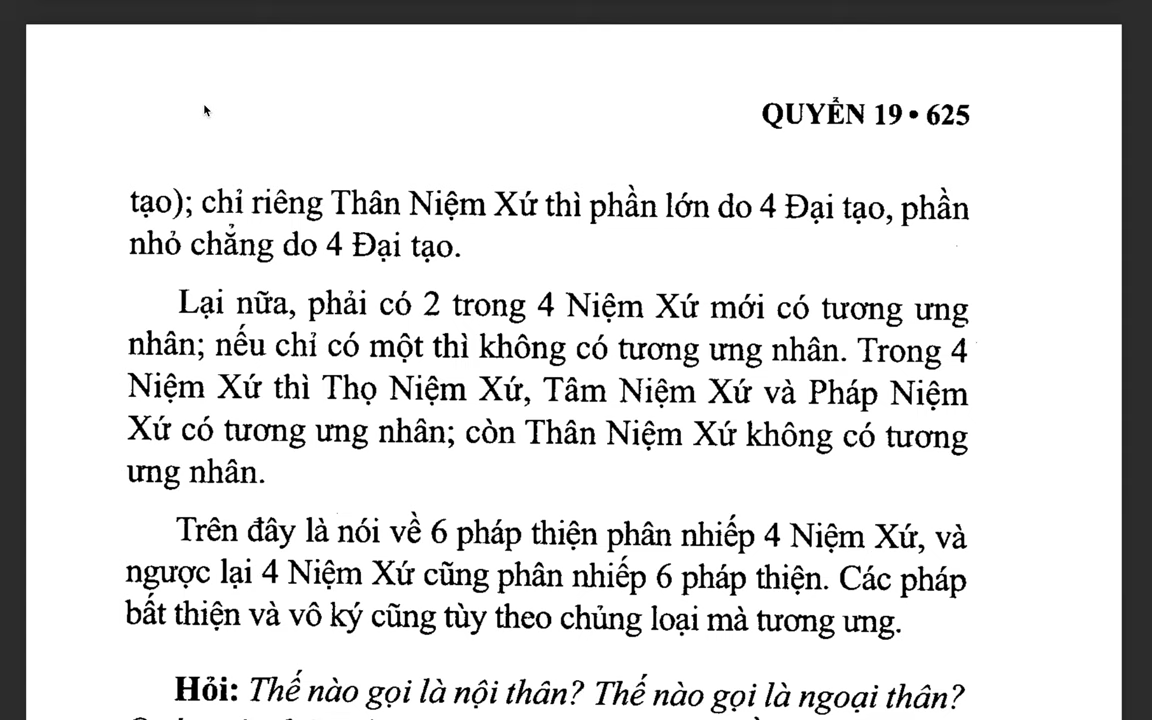 QUYỂN 19 • 625
tạo); chỉ riêng Thân Niệm Xứ thì phần lớn do 4 Đại tạo, phần
nhỏ chẳng do 4 Đại tạo.
Lại nữa, phải có 2 trong 4 Niệm Xứ mới có tương ưng
nhân; nếu chỉ có một thì không có tương ưng nhân. Trong 4
Niệm Xứ thì Thọ Niệm Xứ, Tâm Niệm Xứ và Pháp Niệm
Xứ có tương ưng nhân; còn Thân Niệm Xứ không có tương
ưng nhân.
Trên đây là nói về 6 pháp thiện phân nhiếp 4 Niệm Xứ, và
ngược lại 4 Niệm Xứ cũng phân nhiếp 6 pháp thiện. Các pháp
bất thiện và vô ký cũng tùy theo chủng loại mà tương ưng.
Hỏi: Thế nào gọi là nội thân? Thế nào gọi là ngoại thân?